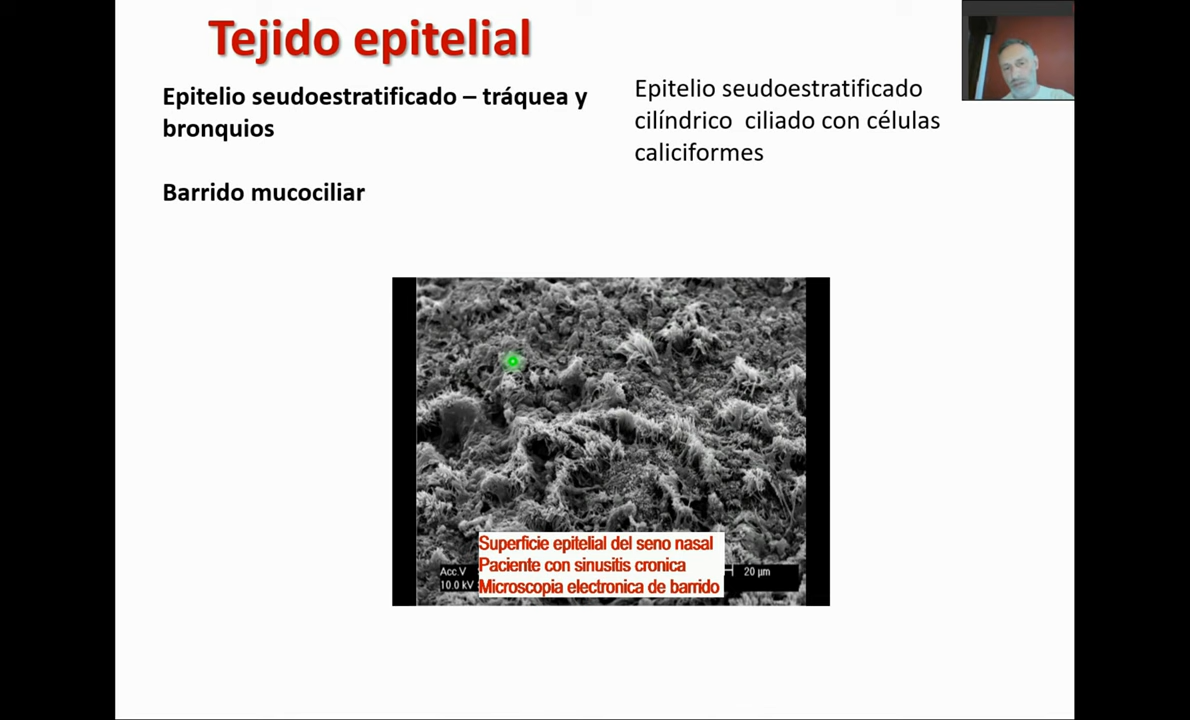 Tejido epitelial
Epitelio seudoestratificado – tráquea y
bronquios
Barrido mucociliar
Epitelio seudoestratificado
cilíndrico ciliado con células
caliciformes
Superficie epitelial del seno nasal
Paciente con sinusitis cronica
Microscopia electronica de barrido
Acc.V
10.0 kV
20 µm